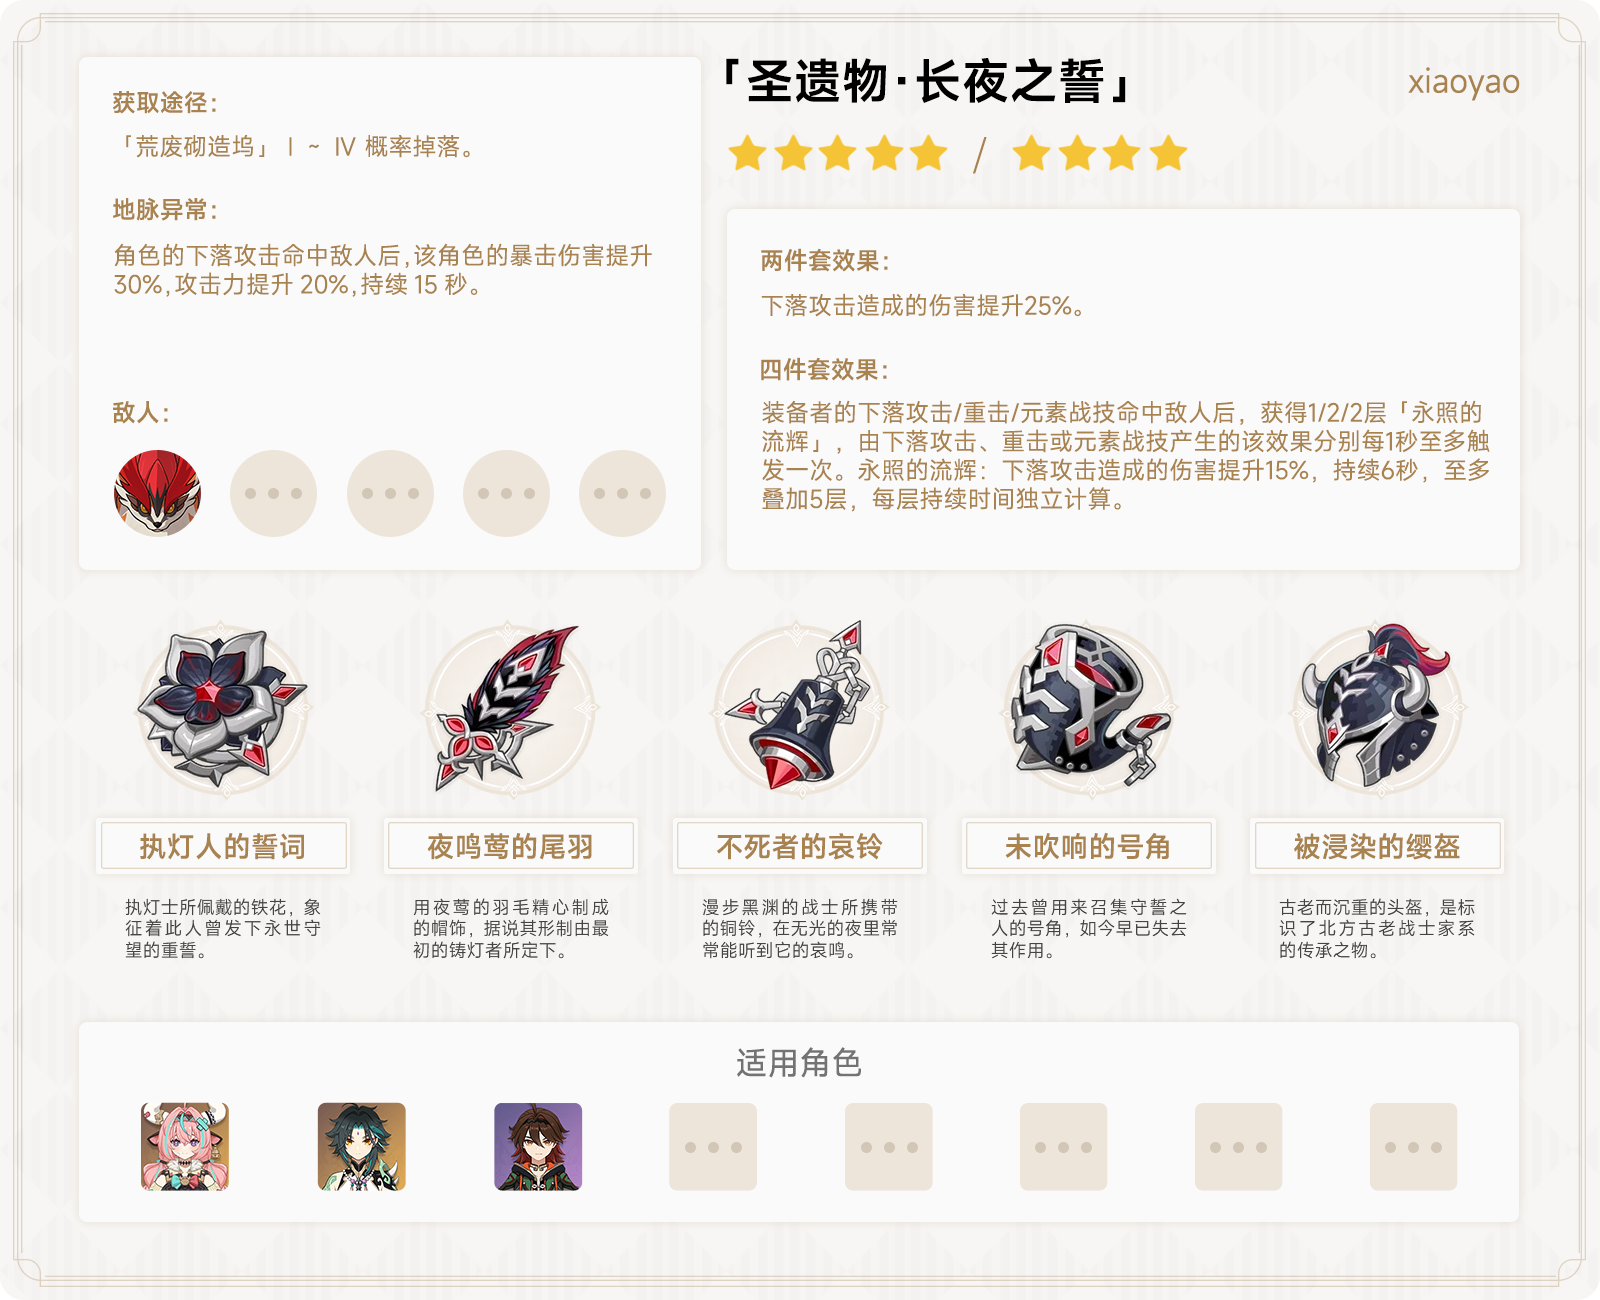 「圣遗物·长夜之誓」
xiaoyao
获取途径：
「荒废砌造坞」Ⅰ ~ Ⅳ 概率掉落。
地脉异常：
角色的下落攻击命中敌人后,该角色的暴击伤害提升
30%,攻击力提升 20%,持续 15 秒。
敌人：
/
两件套效果：
下落攻击造成的伤害提升25%。
四件套效果：
装备者的下落攻击/重击/元素战技命中敌人后，获得1/2/2层「永照的
流辉」，由下落攻击、重击或元素战技产生的该效果分别每1秒至多触
发一次。永照的流辉：下落攻击造成的伤害提升15%，持续6秒，至多
叠加5层，每层持续时间独立计算。
执灯人的誓词
执灯士所佩戴的铁花，象
征着此人曾发下永世守
望的重誓。
夜鸣莺的尾羽
用夜莺的羽毛精心制成
的帽饰，据说其形制由最
初的铸灯者所定下。
不死者的哀铃
漫步黑渊的战士所携带
的铜铃，在无光的夜里常
常能听到它的哀鸣。
未吹响的号角
过去曾用来召集守誓之
人的号角，如今早已失去
其作用。
被浸染的缨盔
古老而沉重的头盔，是标
识了北方古老战士家系
的传承之物。
适用角色